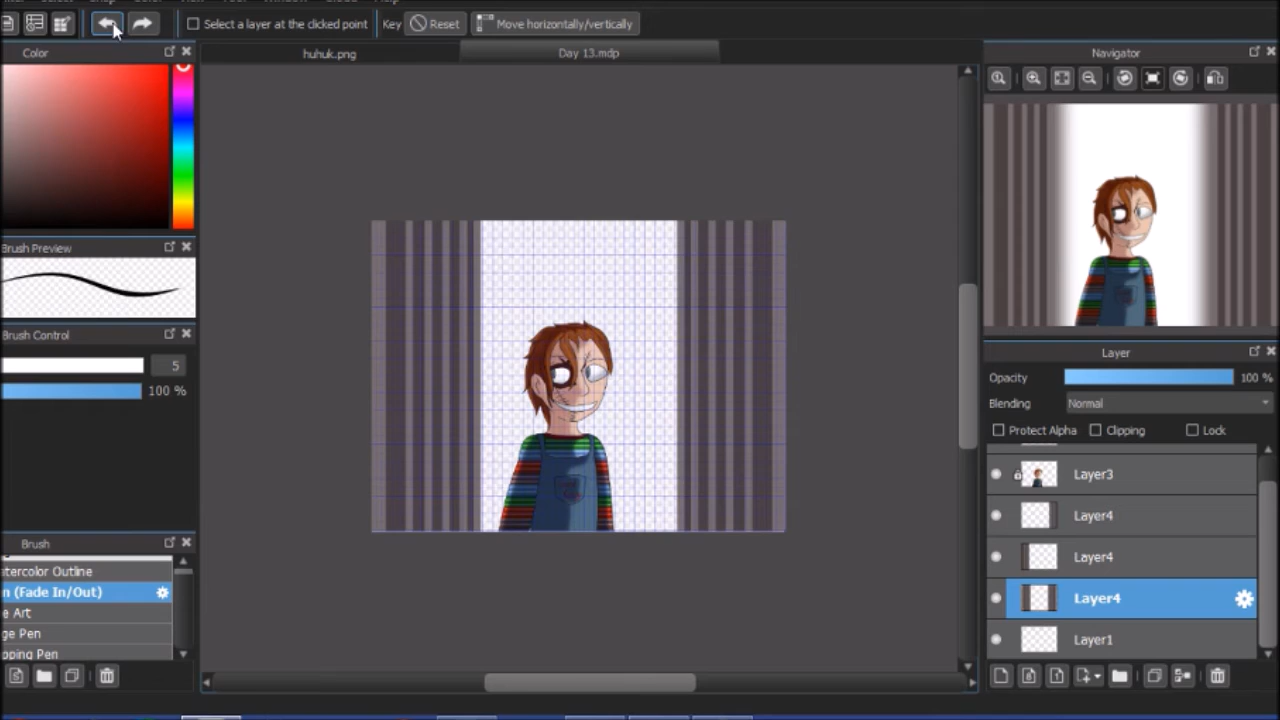 Select a layer at the clicked point
Key
Reset
Move horizontally/vertically
Color
huhuk.png
Day 13.mdp
Navigator
Brush Preview
Brush Control
5
100 %
Layer
Opacity
100 %
Blending
Normal
Protect Alpha
Clipping
Lock
Layer3
Layer4
Layer4
Layer4
Layer1
Brush
atercolor Outline
n (Fade In/Out)
e Art
ge Pen
pping Pen